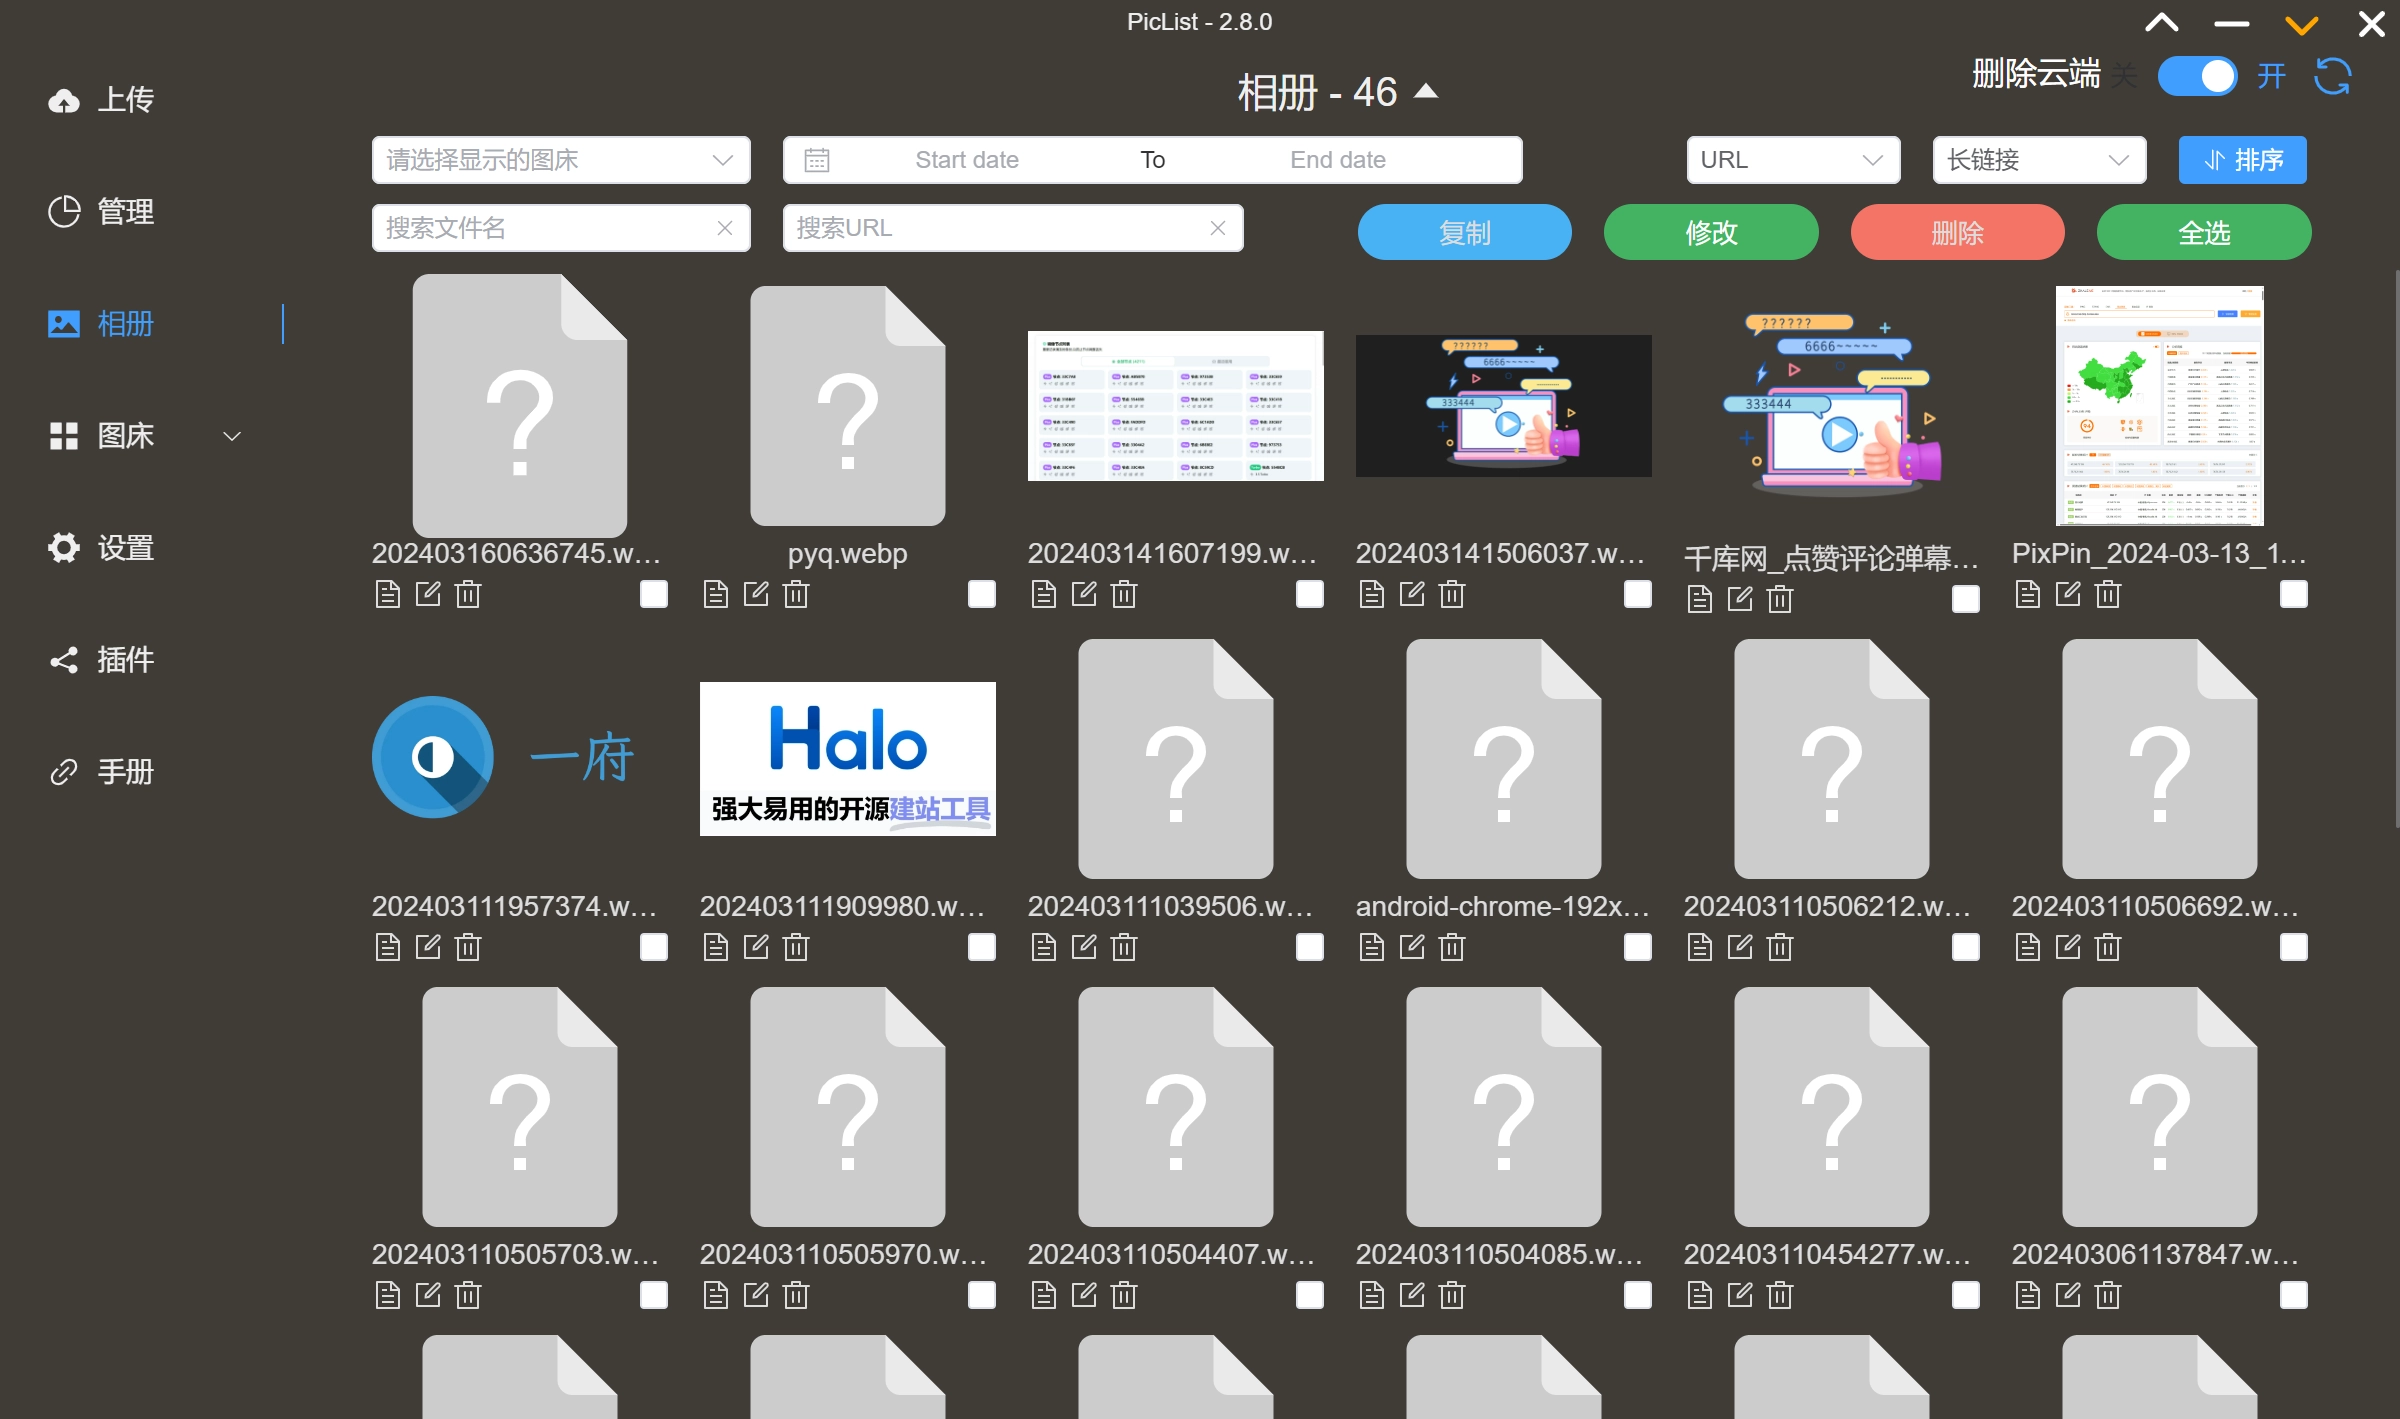 PicList - 2.8.0
上传
管理
相册
图床
设置
插件
手册
相册 - 46
删除云端 关 开
请选择显示的图床
Start date To End date
URL
长链接
排序
搜索文件名
搜索URL
复制
修改
删除
全选
??????
6666~~~~~
333444
??????
6666~~~~~
333444
202403160636745.w...
pyq.webp
202403141607199.w...
202403141506037.w...
千库网_点赞评论弹幕...
PixPin_2024-03-13_1...
一府
Halo
强大易用的开源建站工具
202403111957374.w...
202403111909980.w...
202403111039506.w...
android-chrome-192x...
202403110506212.w...
202403110506692.w...
202403110505703.w...
202403110505970.w...
202403110504407.w...
202403110504085.w...
202403110454277.w...
202403061137847.w...